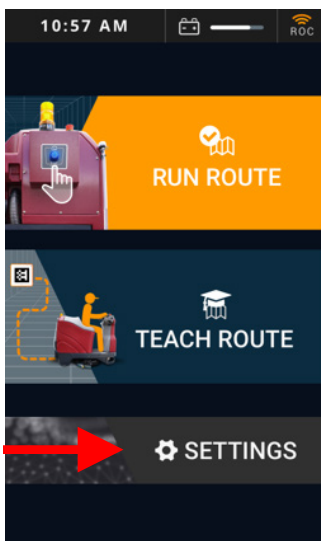 10:57 AM
ROC
RUN ROUTE
TEACH ROUTE
SETTINGS